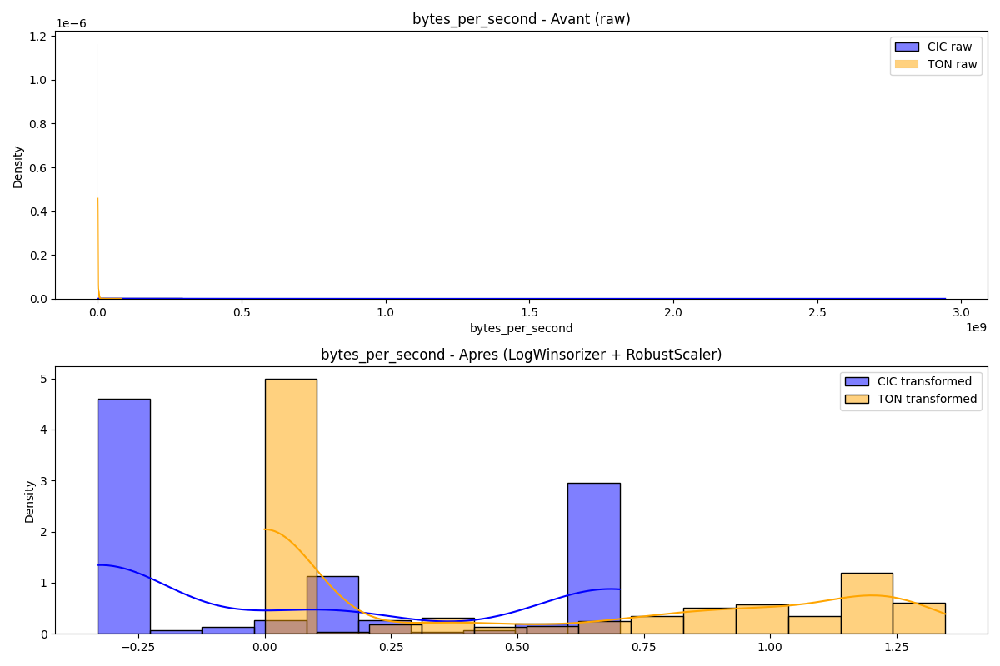 bytes_per_second - Avant (raw)
1e−6
1.2
1.0
0.8
0.6
0.4
0.2
0.0
Density
CIC raw
TON raw
0.0 0.5 1.0 1.5 2.0 2.5 3.0
1e9
bytes_per_second
bytes_per_second - Apres (LogWinsorizer + RobustScaler)
5
4
3
2
1
0
Density
CIC transformed
TON transformed
−0.25 0.00 0.25 0.50 0.75 1.00 1.25